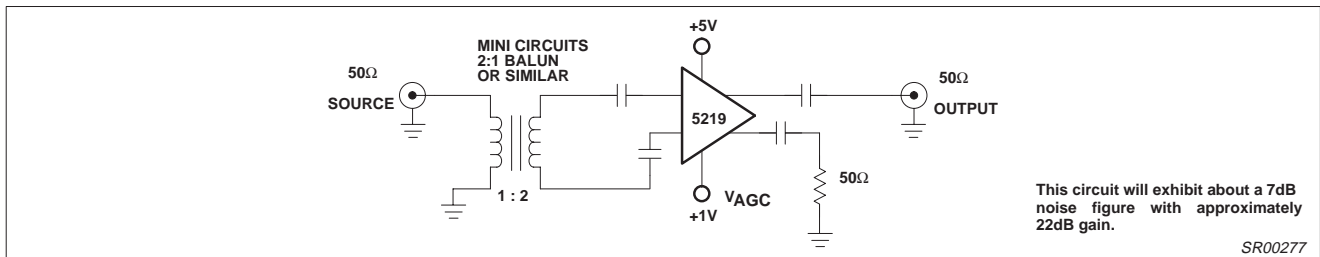 +5V
MINI CIRCUITS
2:1 BALUN
OR SIMILAR
50Ω
SOURCE
50Ω
OUTPUT
5219
50Ω
1 : 2
VAGC
+1V
This circuit will exhibit about a 7dB
noise figure with approximately
22dB gain.
SR00277